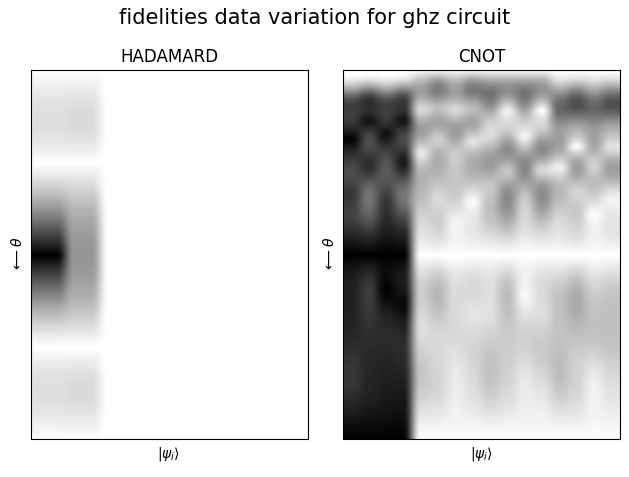 fidelities data variation for ghz circuit
HADAMARD
CNOT
⟵ θ
⟵ θ
|ψᵢ⟩
|ψᵢ⟩